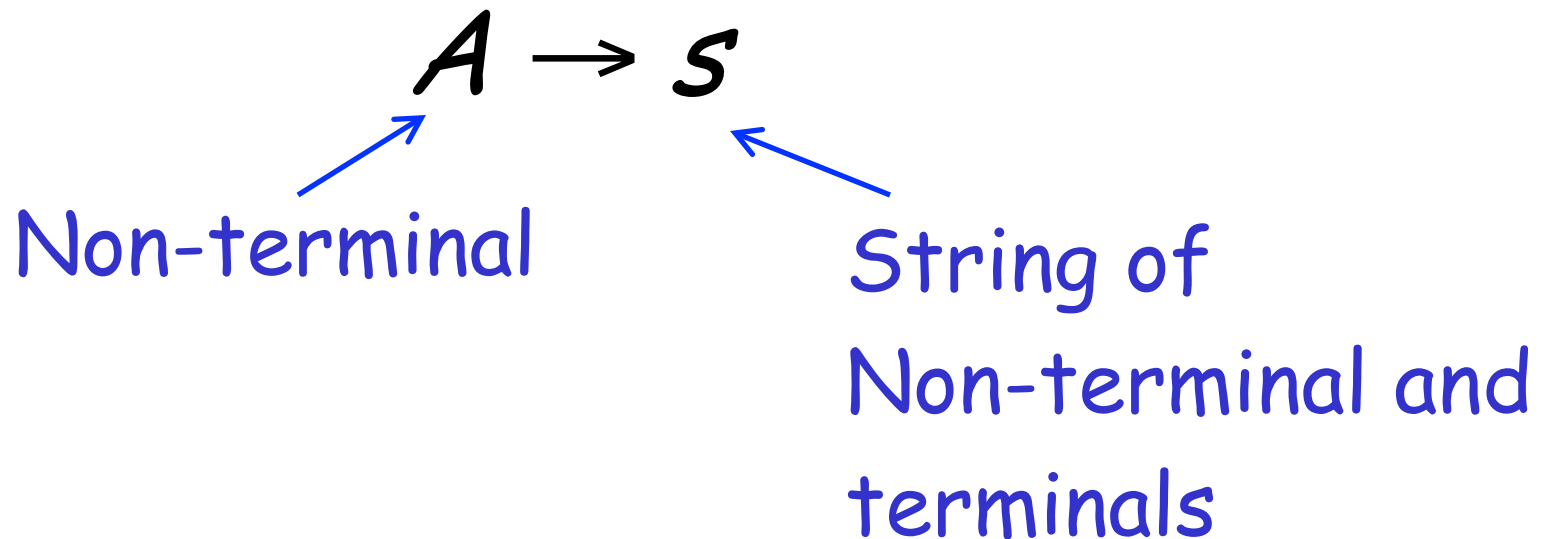 A → s
Non-terminal
String of
Non-terminal and
terminals